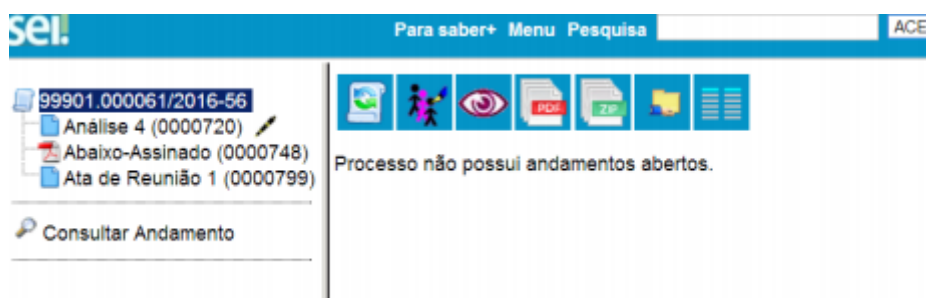 sei!
Para saber+ Menu Pesquisa
ACE
99901.000061/2016-56
Análise 4 (0000720)
Abaixo-Assinado (0000748)
Ata de Reunião 1 (0000799)
Consultar Andamento
PDF
ZIP
Processo não possui andamentos abertos.